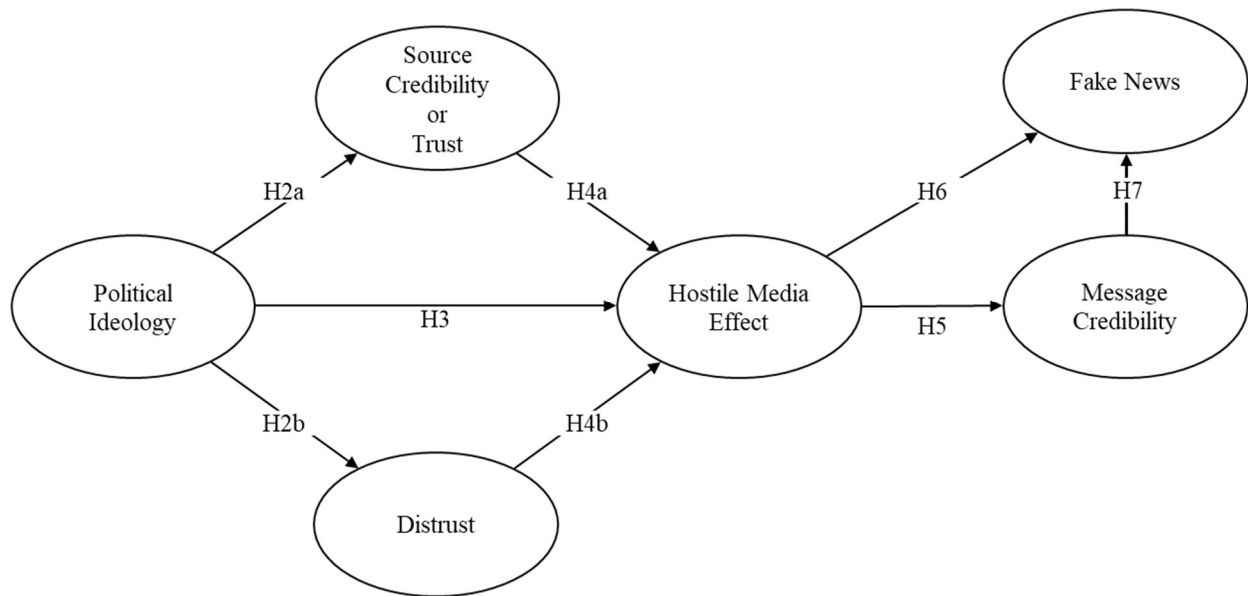 Source
Credibility
or
Trust
Fake News
H2a
H4a
H6
H7
Political
Ideology
H3
Hostile Media
Effect
H5
Message
Credibility
H2b
H4b
Distrust